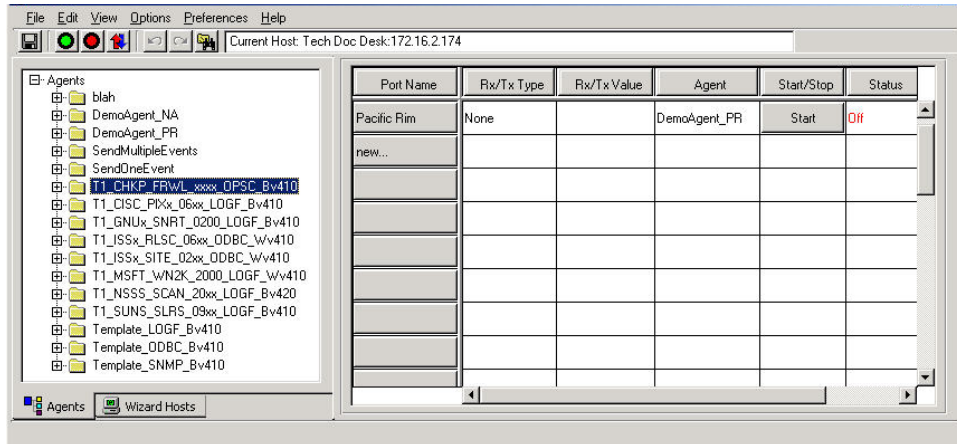 File Edit View Options Preferences Help
Current Host: Tech Doc Desk:172.16.2.174
Agents
blah
DemoAgent_NA
DemoAgent_PR
SendMultipleEvents
SendOneEvent
T1_CHKP_FRWL_xxxx_OPSC_Bv410
T1_CISC_PIXx_06xx_LOGF_Bv410
T1_GNUx_SNRT_0200_LOGF_Bv410
T1_ISSx_RLSC_06xx_ODBC_Wv410
T1_ISSx_SITE_02xx_ODBC_Wv410
T1_MSFT_WN2K_2000_LOGF_Wv410
T1_NSSS_SCAN_20xx_LOGF_Bv420
T1_SUNS_SLRS_09xx_LOGF_Bv410
Template_LOGF_Bv410
Template_ODBC_Bv410
Template_SNMP_Bv410
Agents Wizard Hosts
Port Name Rx/Tx Type Rx/Tx Value Agent Start/Stop Status
Pacific Rim None DemoAgent_PR Start Off
new...